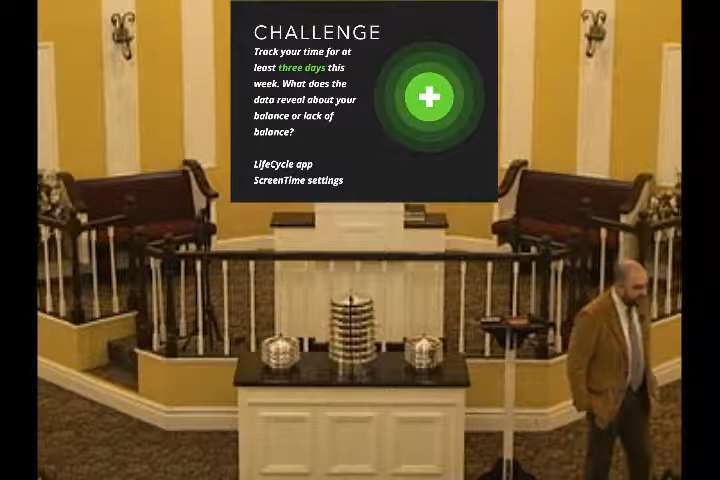 CHALLENGE
Track your time for at
least three days this
week. What does the
data reveal about your
balance or lack of
balance?
LifeCycle app
ScreenTime settings